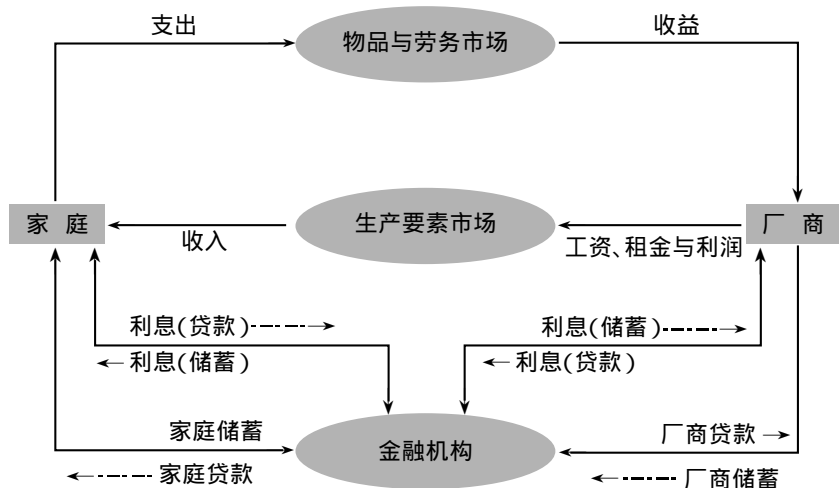 支出
物品与劳务市场
收益
家 庭
生产要素市场
厂 商
收入
工资、租金与利润
利息(贷款)
利息(储蓄)
利息(储蓄)
利息(贷款)
家庭储蓄
金融机构
厂商贷款
家庭贷款
厂商储蓄